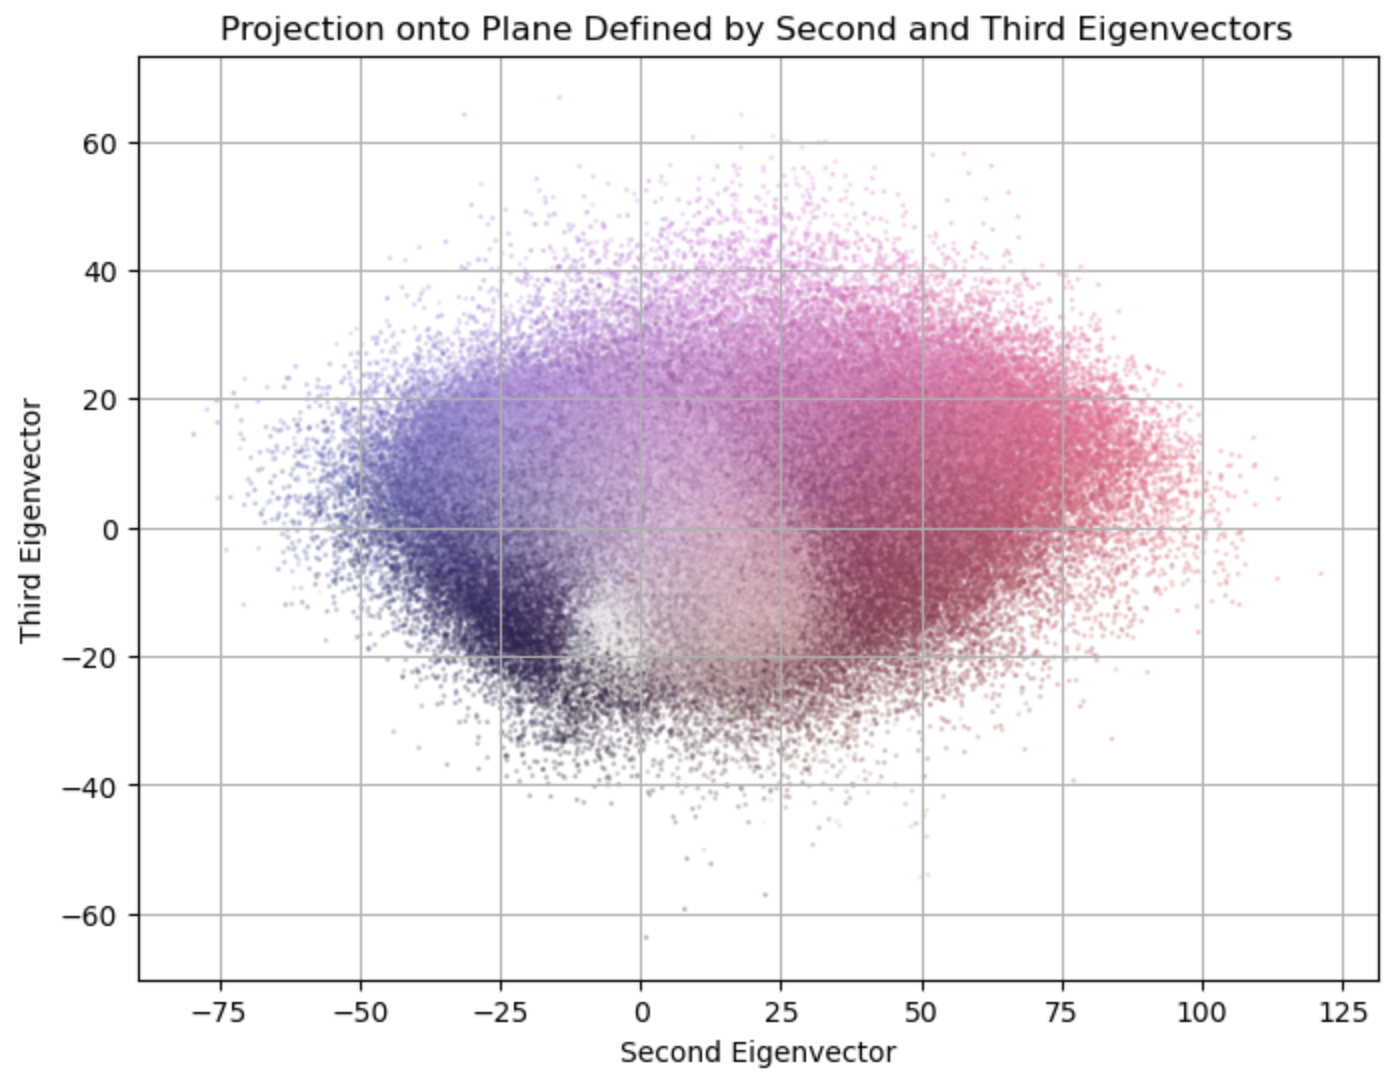 Projection onto Plane Defined by Second and Third Eigenvectors
60
40
20
0
−20
−40
−60
Third Eigenvector
−75 −50 −25 0 25 50 75 100 125
Second Eigenvector